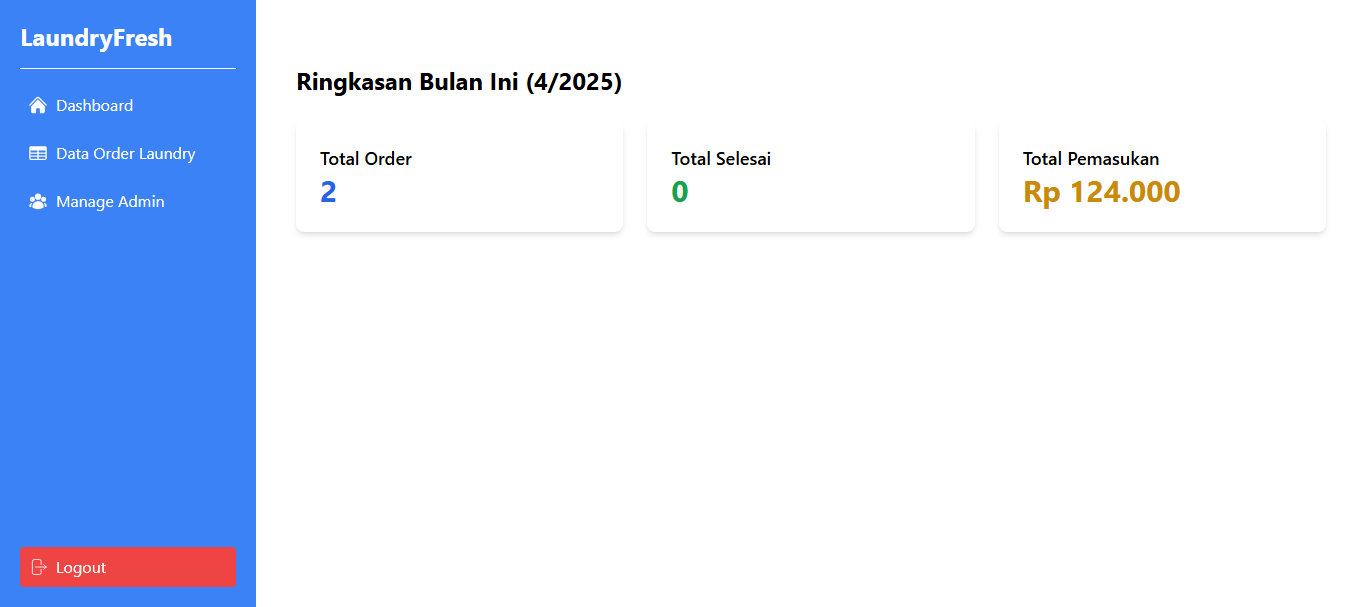 LaundryFresh
Dashboard
Data Order Laundry
Manage Admin
Logout
Ringkasan Bulan Ini (4/2025)
Total Order
2
Total Selesai
0
Total Pemasukan
Rp 124.000